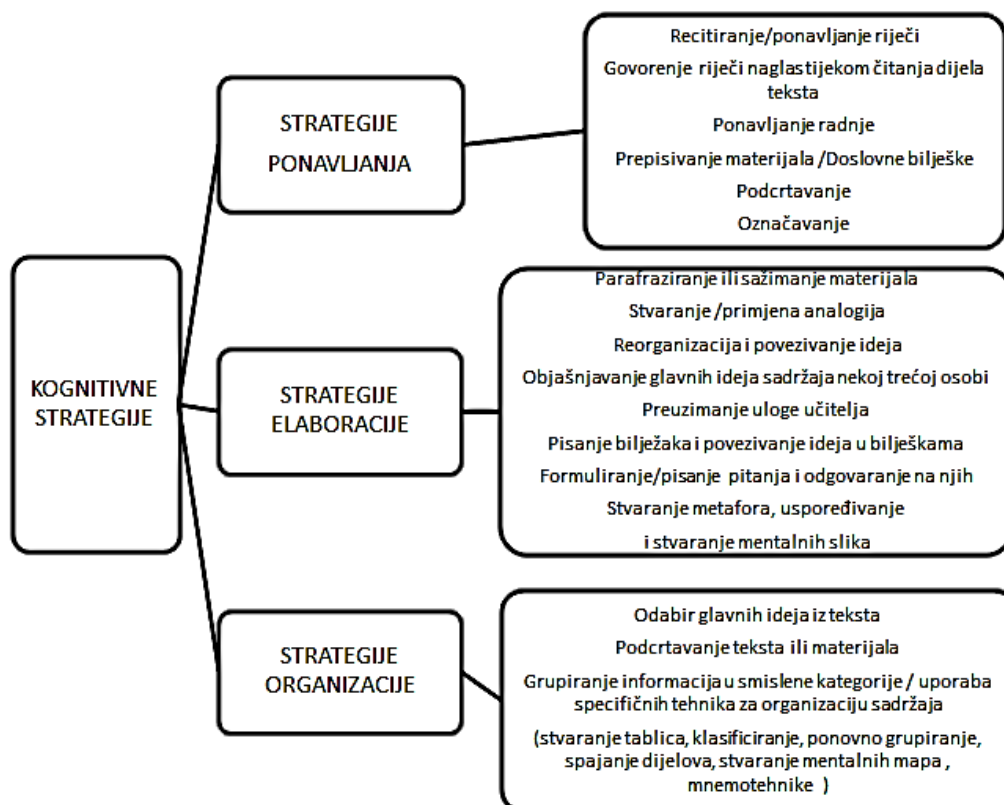 KOGNITIVNE
STRATEGIJE
STRATEGIJE
PONAVLJANJA
Recitiranje/ponavljanje riječi
Govorenje riječi naglastijekom čitanja dijela
teksta
Ponavljanje radnje
Prepisivanje materijala /Doslovne bilješke
Podcrtavanje
Označavanje
STRATEGIJE
ELABORACIJE
Parafraziranje ili sažimanje materijala
Stvaranje /primjena analogija
Reorganizacija i povezivanje ideja
Objašnjavanje glavnih ideja sadržaja nekoj trećoj osobi
Preuzimanje uloge učitelja
Pisanje bilježaka i povezivanje ideja u bilješkama
Formuliranje/pisanje pitanja i odgovaranje na njih
Stvaranje metafora, uspoređivanje
i stvaranje mentalnih slika
STRATEGIJE
ORGANIZACIJE
Odabir glavnih ideja iz teksta
Podcrtavanje teksta ili materijala
Grupiranje informacija u smislene kategorije / uporaba
specifičnih tehnika za organizaciju sadržaja
(stvaranje tablica, klasificiranje, ponovno grupiranje,
spajanje dijelova, stvaranje mentalnih mapa ,
mnemotehnike )